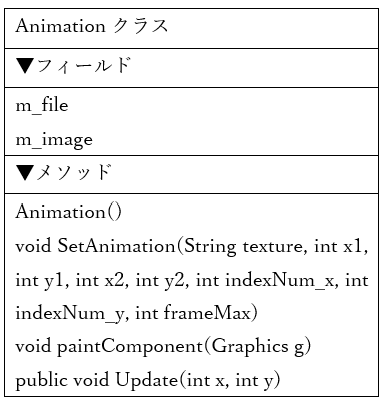 Animation クラス
▼フィールド
m_file
m_image
▼メソッド
Animation()
void SetAnimation(String texture, int x1,
int y1, int x2, int y2, int indexNum_x, int
indexNum_y, int frameMax)
void paintComponent(Graphics g)
public void Update(int x, int y)